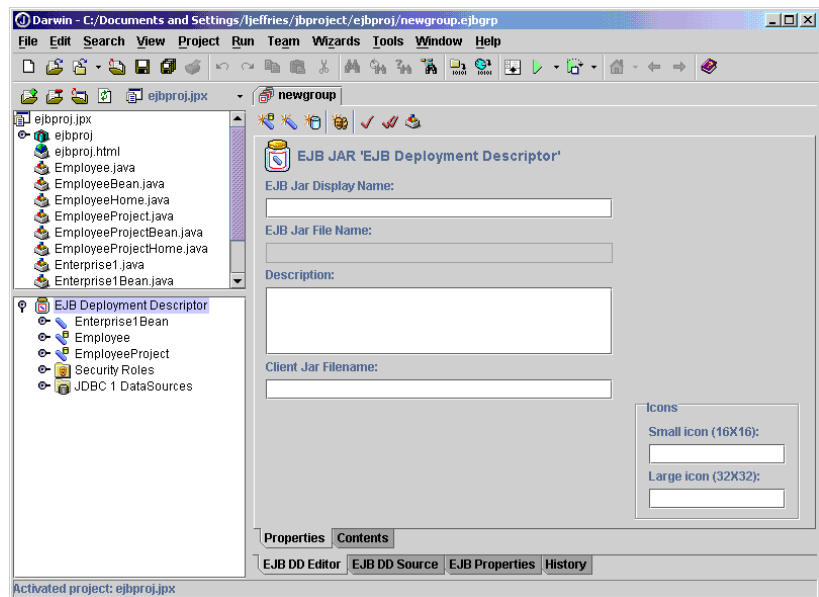 Darwin - C:/Documents and Settings/ljeffries/jbproject/ejbproj/newgroup.ejbgrp
File Edit Search View Project Run Team Wizards Tools Window Help
ejbproj.jpx
newgroup
ejbproj.jpx
ejbproj
ejbproj.html
Employee.java
EmployeeBean.java
EmployeeHome.java
EmployeeProject.java
EmployeeProjectBean.java
EmployeeProjectHome.java
Enterprise1.java
Enterprise1Bean.java
EJB Deployment Descriptor
Enterprise1Bean
Employee
EmployeeProject
Security Roles
JDBC 1 DataSources
EJB JAR 'EJB Deployment Descriptor'
EJB Jar Display Name:
EJB Jar File Name:
Description:
Client Jar Filename:
Icons
Small icon (16X16):
Large icon (32X32):
Properties Contents
EJB DD Editor EJB DD Source EJB Properties History
Activated project: ejbproj.jpx